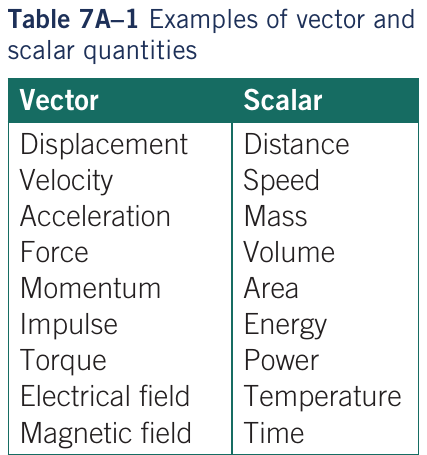 Table 7A–1 Examples of vector and
scalar quantities
Vector Scalar
Displacement Distance
Velocity Speed
Acceleration Mass
Force Volume
Momentum Area
Impulse Energy
Torque Power
Electrical field Temperature
Magnetic field Time